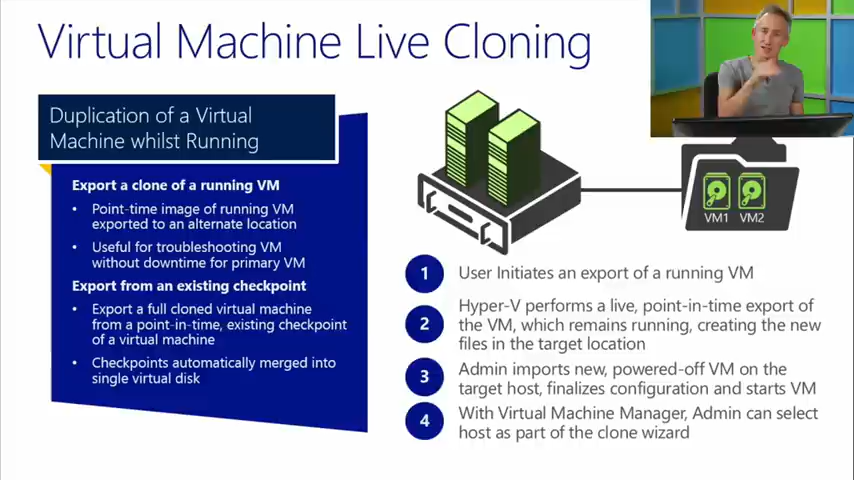 Virtual Machine Live Cloning
Duplication of a Virtual
Machine whilst Running
Export a clone of a running VM
• Point-time image of running VM
exported to an alternate location
• Useful for troubleshooting VM
without downtime for primary VM
Export from an existing checkpoint
• Export a full cloned virtual machine
from a point-in-time, existing checkpoint
of a virtual machine
• Checkpoints automatically merged into
single virtual disk
VM1 VM2
1 User Initiates an export of a running VM
2 Hyper-V performs a live, point-in-time export of
the VM, which remains running, creating the new
files in the target location
3 Admin imports new, powered-off VM on the
target host, finalizes configuration and starts VM
4 With Virtual Machine Manager, Admin can select
host as part of the clone wizard